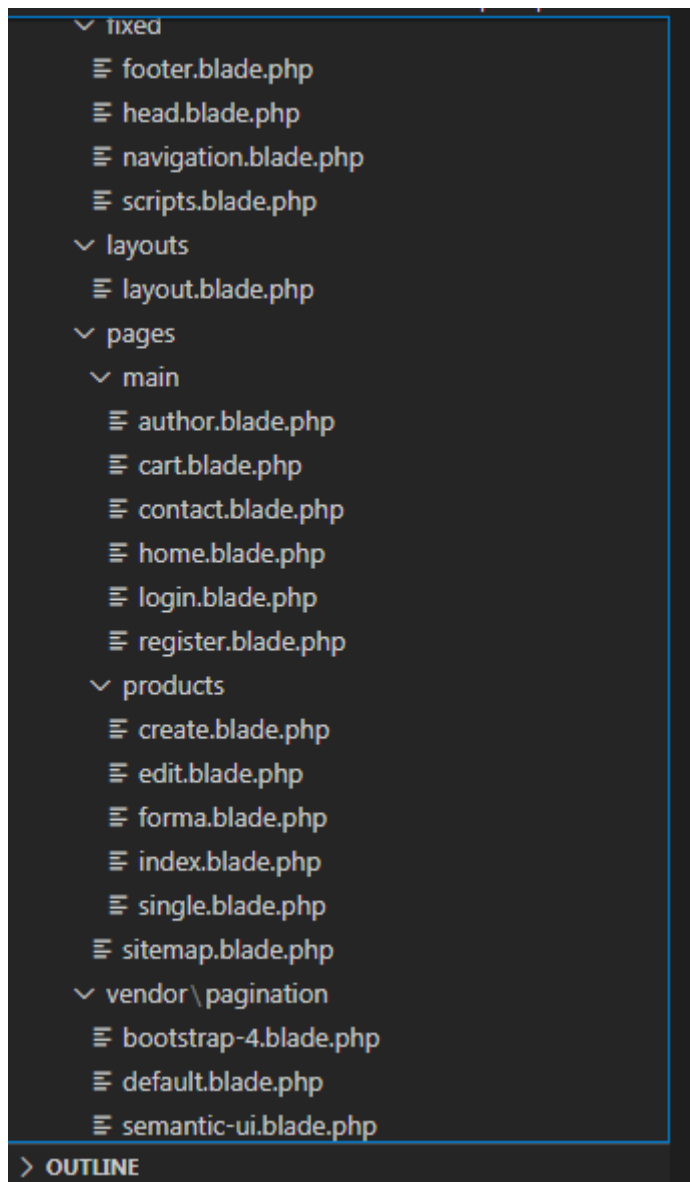 fixed
footer.blade.php
head.blade.php
navigation.blade.php
scripts.blade.php
layouts
layout.blade.php
pages
main
author.blade.php
cart.blade.php
contact.blade.php
home.blade.php
login.blade.php
register.blade.php
products
create.blade.php
edit.blade.php
forma.blade.php
index.blade.php
single.blade.php
sitemap.blade.php
vendor\pagination
bootstrap-4.blade.php
default.blade.php
semantic-ui.blade.php
OUTLINE